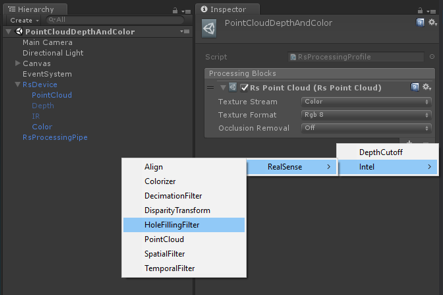 Hierarchy
Create
All
PointCloudDepthAndColor
Main Camera
Directional Light
Canvas
EventSystem
RsDevice
PointCloud
Depth
IR
Color
RsProcessingPipe
Inspector
PointCloudDepthAndColor
Script
RsProcessingProfile
Processing Blocks
Rs Point Cloud (Rs Point Cloud)
Texture Stream
Color
Texture Format
Rgb 8
Occlusion Removal
Off
DepthCutoff
Intel
RealSense
Align
Colorizer
DecimationFilter
DisparityTransform
HoleFillingFilter
PointCloud
SpatialFilter
TemporalFilter